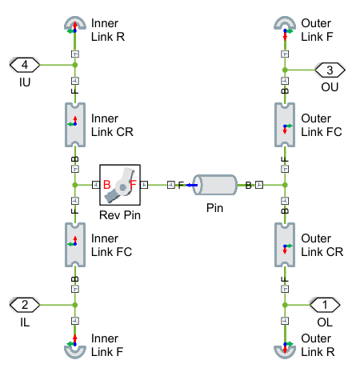 Inner
Link R
Outer
Link F
4
IU
3
OU
F
B
Inner
Link CR
Outer
Link FC
B
F
B F
Rev Pin
F
B
Pin
F
B
Inner
Link FC
Outer
Link CR
B
F
2
IL
1
OL
Inner
Link F
Outer
Link R